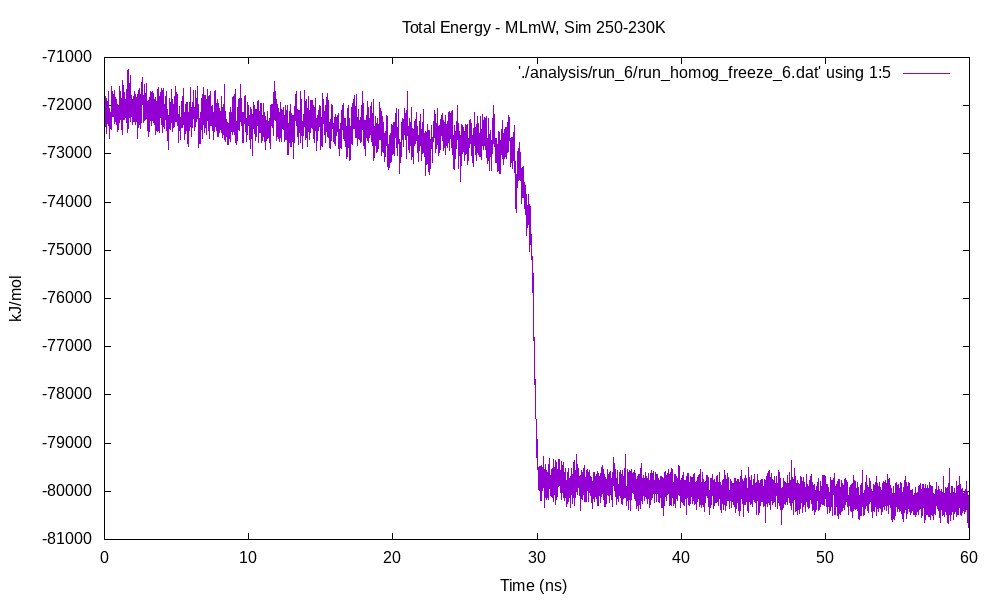 Total Energy - MLmW, Sim 250-230K
'./analysis/run_6/run_homog_freeze_6.dat' using 1:5
-71000
-72000
-73000
-74000
-75000
-76000
-77000
-78000
-79000
-80000
-81000
kJ/mol
0 10 20 30 40 50 60
Time (ns)